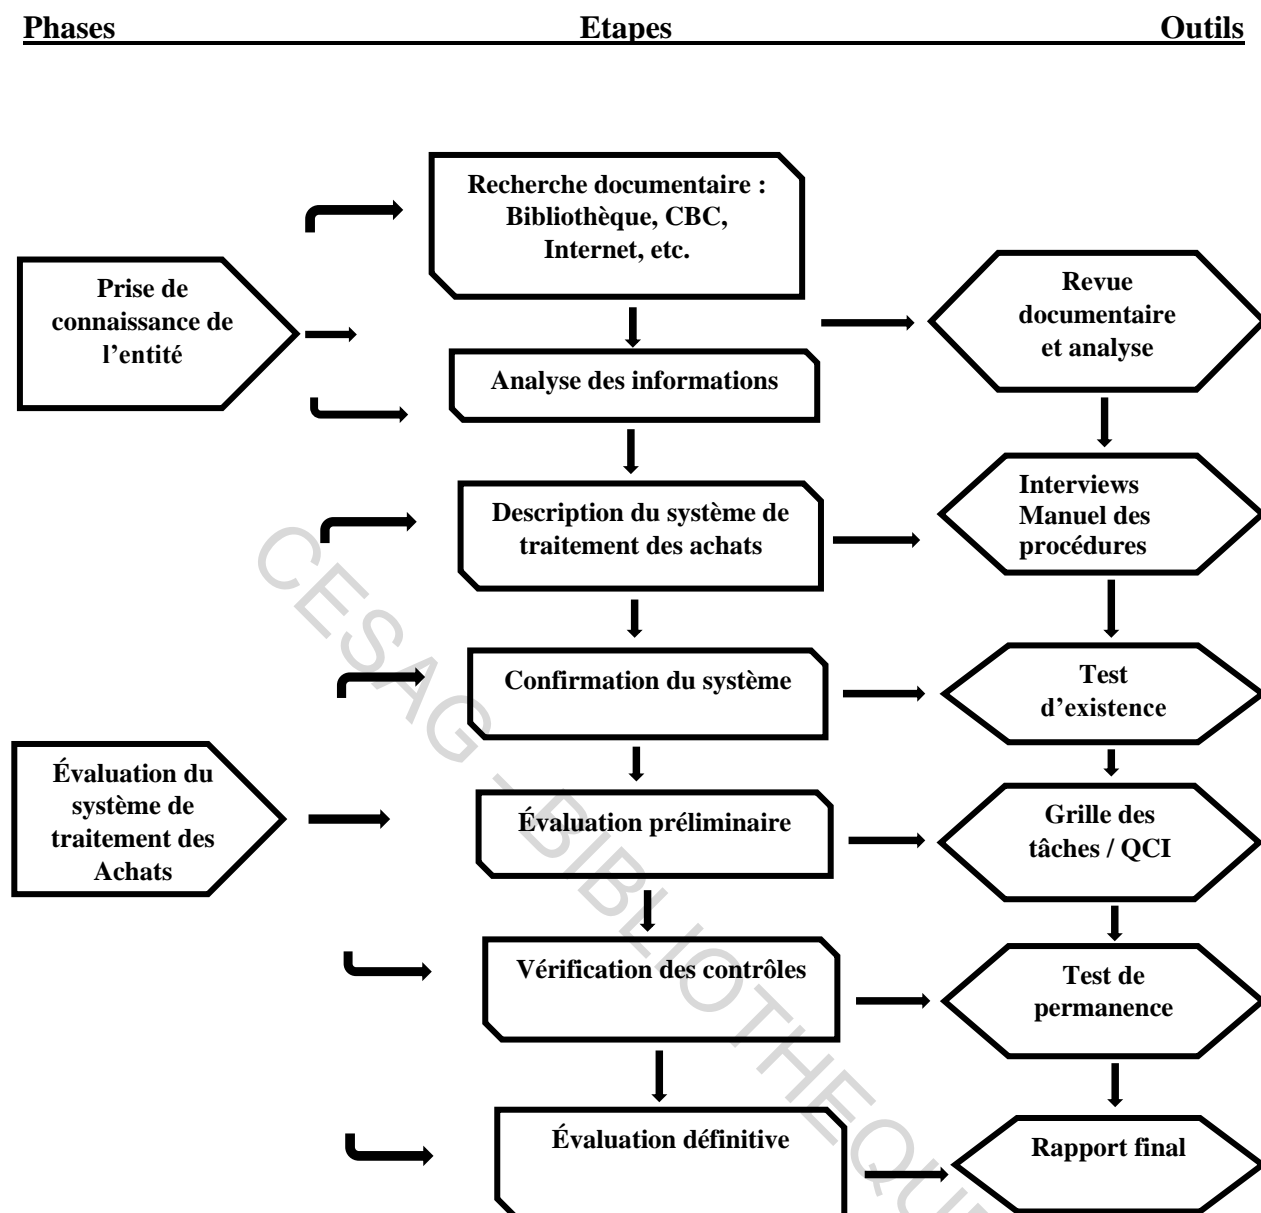 Phases Etapes Outils
Recherche documentaire :
Bibliothèque, CBC,
Internet, etc.
Prise de
connaissance de
l’entité
Revue
documentaire
et analyse
Analyse des informations
Description du système de
traitement des achats
Interviews
Manuel des
procédures
Confirmation du système
Test
d’existence
Évaluation du
système de
traitement des
Achats
Évaluation préliminaire
Grille des
tâches / QCI
Vérification des contrôles
Test de
permanence
Évaluation définitive
Rapport final
CESAG - BIBLIOTHEQUE